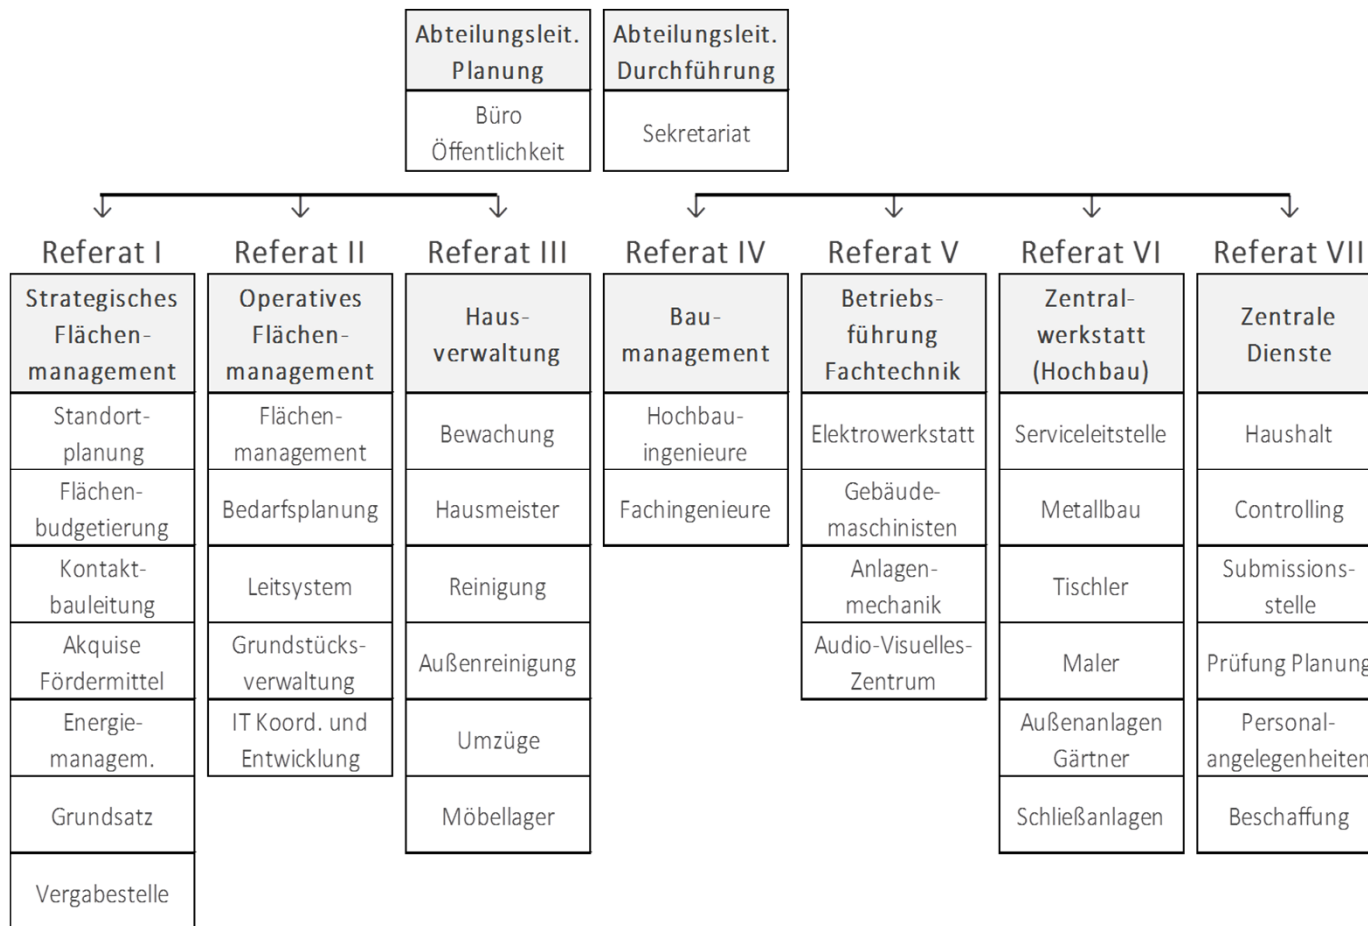 Abteilungsleit.
Planung
Büro
Öffentlichkeit
Abteilungsleit.
Durchführung
Sekretariat
Referat I
Strategisches
Flächen-
management
Standort-
planung
Flächen-
budgetierung
Kontakt-
bauleitung
Akquise
Fördermittel
Energie-
managem.
Grundsatz
Vergabestelle
Referat II
Operatives
Flächen-
management
Flächen-
management
Bedarfsplanung
Leitsystem
Grundstücks-
verwaltung
IT Koord. und
Entwicklung
Referat III
Haus-
verwaltung
Bewachung
Hausmeister
Reinigung
Außenreinigung
Umzüge
Möbellager
Referat IV
Bau-
management
Hochbau-
ingenieure
Fachingenieure
Referat V
Betriebs-
führung
Fachtechnik
Elektrowerkstatt
Gebäude-
maschinisten
Anlagen-
mechanik
Audio-Visuelles-
Zentrum
Referat VI
Zentral-
werkstatt
(Hochbau)
Serviceleitstelle
Metallbau
Tischler
Maler
Außenanlagen
Gärtner
Schließanlagen
Referat VII
Zentrale
Dienste
Haushalt
Controlling
Submissions-
stelle
Prüfung Planung
Personal-
angelegenheiten
Beschaffung